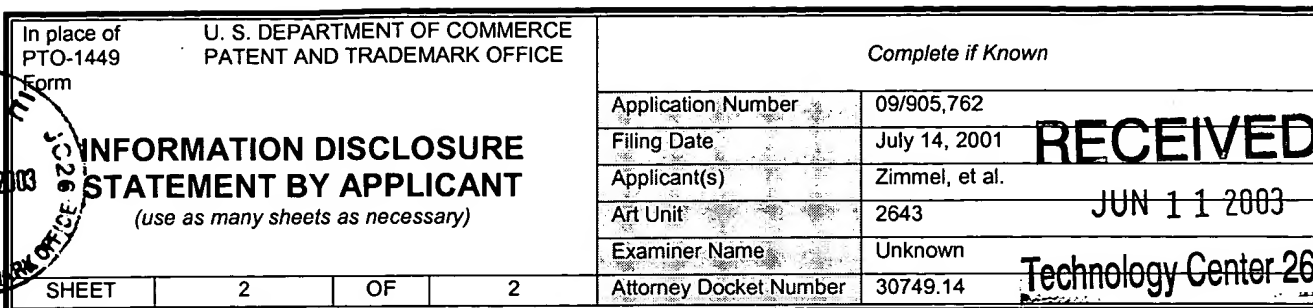 In place of PTO-1449 Form
U. S. DEPARTMENT OF COMMERCE
PATENT AND TRADEMARK OFFICE
INFORMATION DISCLOSURE
STATEMENT BY APPLICANT
(use as many sheets as necessary)
SHEET 2 OF 2
Complete if Known
Application Number 09/905,762
Filing Date July 14, 2001
Applicant(s) Zimmel, et al.
Art Unit 2643
Examiner Name Unknown
Attorney Docket Number 30749.14
RECEIVED
JUN 11 2003
Technology Center 26
JC26
OFFICE